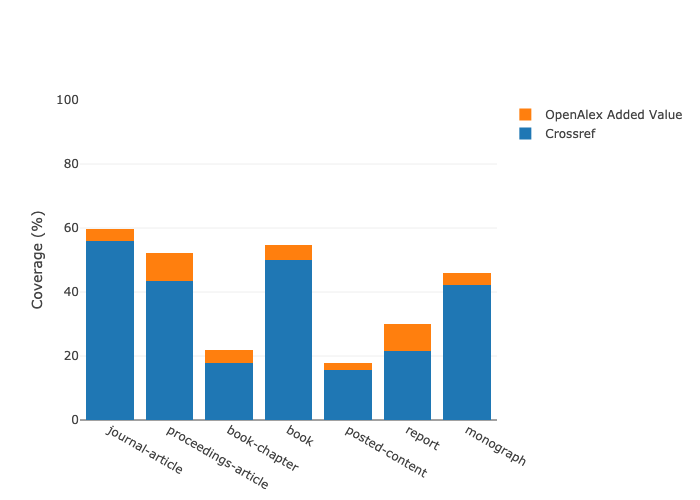 100
80
60
40
20
0
Coverage (%)
OpenAlex Added Value
Crossref
journal-article
proceedings-article
book-chapter
book
posted-content
report
monograph